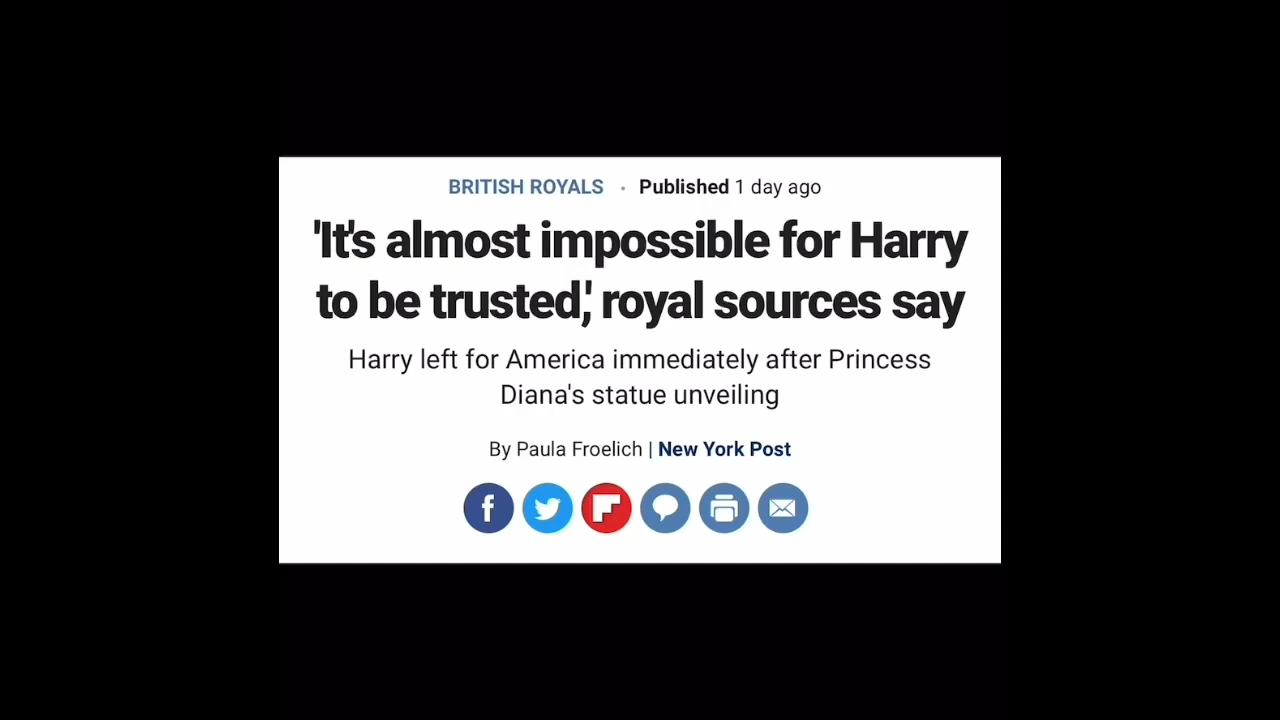 BRITISH ROYALS · Published 1 day ago
'It's almost impossible for Harry
to be trusted,' royal sources say
Harry left for America immediately after Princess
Diana's statue unveiling
By Paula Froelich | New York Post